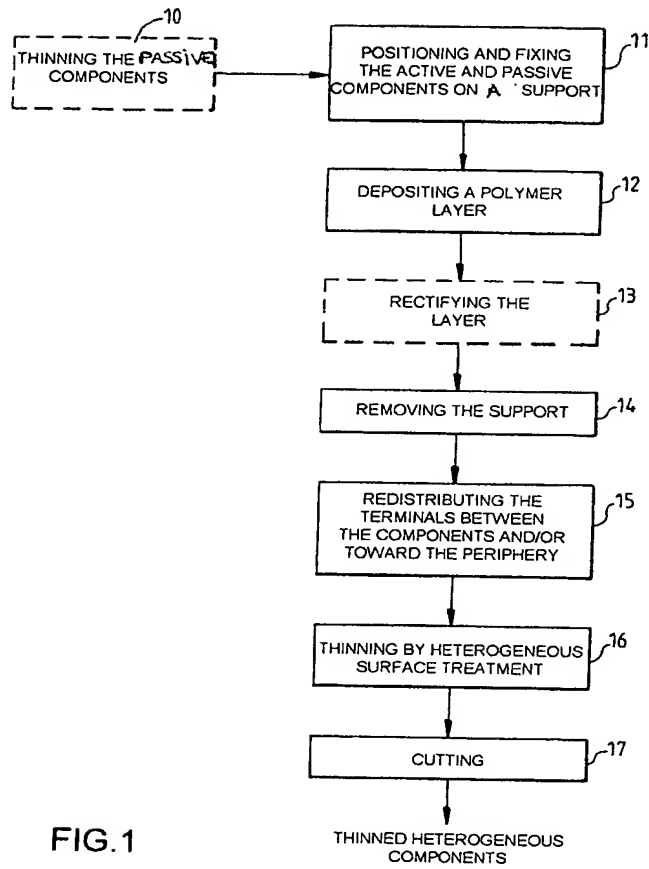 10
THINNING THE PASSIVE
COMPONENTS
11
POSITIONING AND FIXING
THE ACTIVE AND PASSIVE
COMPONENTS ON A SUPPORT
12
DEPOSITING A POLYMER
LAYER
13
RECTIFYING THE
LAYER
14
REMOVING THE SUPPORT
15
REDISTRIBUTING THE
TERMINALS BETWEEN
THE COMPONENTS AND/OR
TOWARD THE PERIPHERY
16
THINNING BY HETEROGENEOUS
SURFACE TREATMENT
17
CUTTING
THINNED HETEROGENEOUS
COMPONENTS
FIG.1